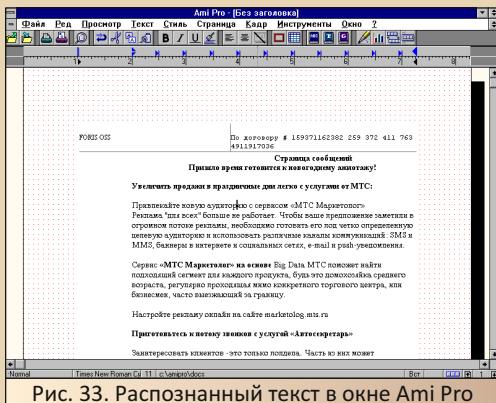 Ami Pro - [Без заголовка]
Файл Ред Просмотр Текст Стиль Страница Кадр Инструменты Окно ?
FORIS OSS
По договору # 159371162382 259 372 411 763
4911917036
Страница сообщений
Пришло время готовится к новогоднему ажиотажу!
Увеличить продажи в праздничные дни легко с услугами от МТС:
Привлекайте новую аудиторию с сервисом «МТС Маркетолог»
Реклама "для всех" больше не работает. Чтобы ваше предложение заметили в
огромном потоке рекламы, необходимо готовить его под четко определенную
целевую аудиторию и использовать различные каналы коммуникаций: SMS и
MMS, баннеры в интернете и социальных сетях, e-mail и push-уведомления.
Сервис «МТС Маркетолог» на основе Big Data МТС поможет найти
подходящий сегмент для каждого продукта, будь это домохозяйка среднего
возраста, регулярно проходящая мимо конкретного торгового центра, или
бизнесмен, часто выезжающий за границу.
Настройте рекламу онлайн на сайте marketolog.mts.ru
Приготовьтесь к потоку звонков с услугой «Автосекретарь»
Заинтересовать клиентов -это только полдела. Часть из них может
Normal Times New Roman Cyr 11 c:\amipro\docs Вст 1
Рис. 33. Распознанный текст в окне Ami Pro